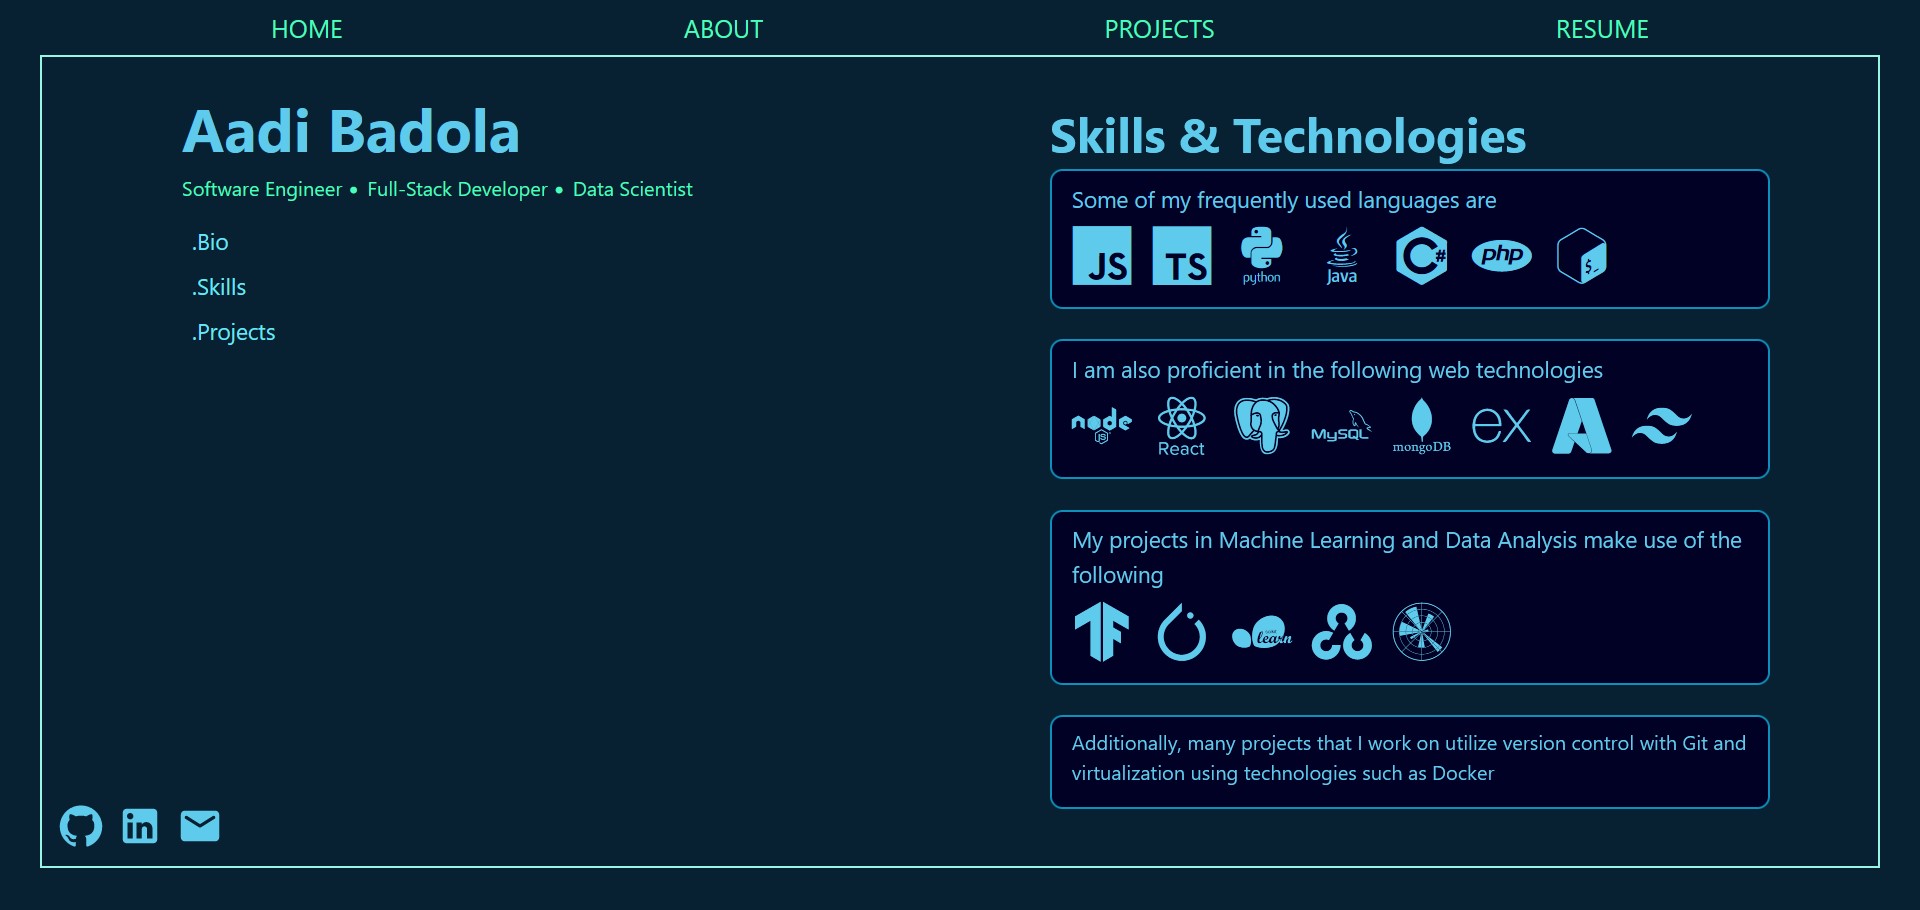 HOME
ABOUT
PROJECTS
RESUME
Aadi Badola
Software Engineer • Full-Stack Developer • Data Scientist
.Bio
.Skills
.Projects
Skills & Technologies
Some of my frequently used languages are
JS TS python Java C# php $_
I am also proficient in the following web technologies
node JS React MySQL mongoDB ex
My projects in Machine Learning and Data Analysis make use of the
following
learn
Additionally, many projects that I work on utilize version control with Git and
virtualization using technologies such as Docker
in